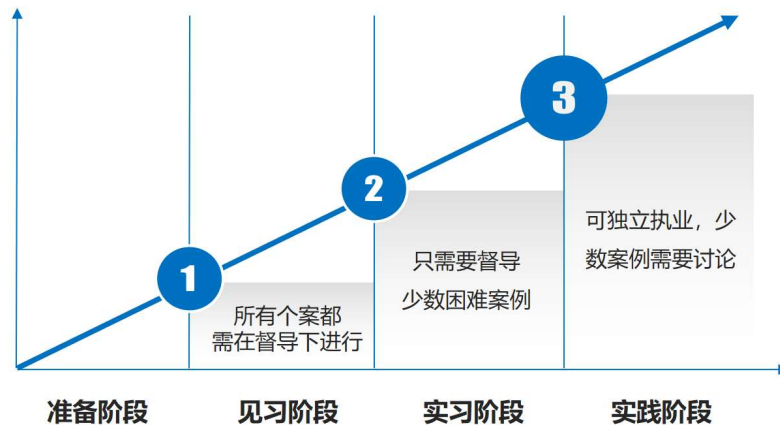 1
2
3
所有个案都
需在督导下进行
只需要督导
少数困难案例
可独立执业，少
数案例需要讨论
准备阶段
见习阶段
实习阶段
实践阶段